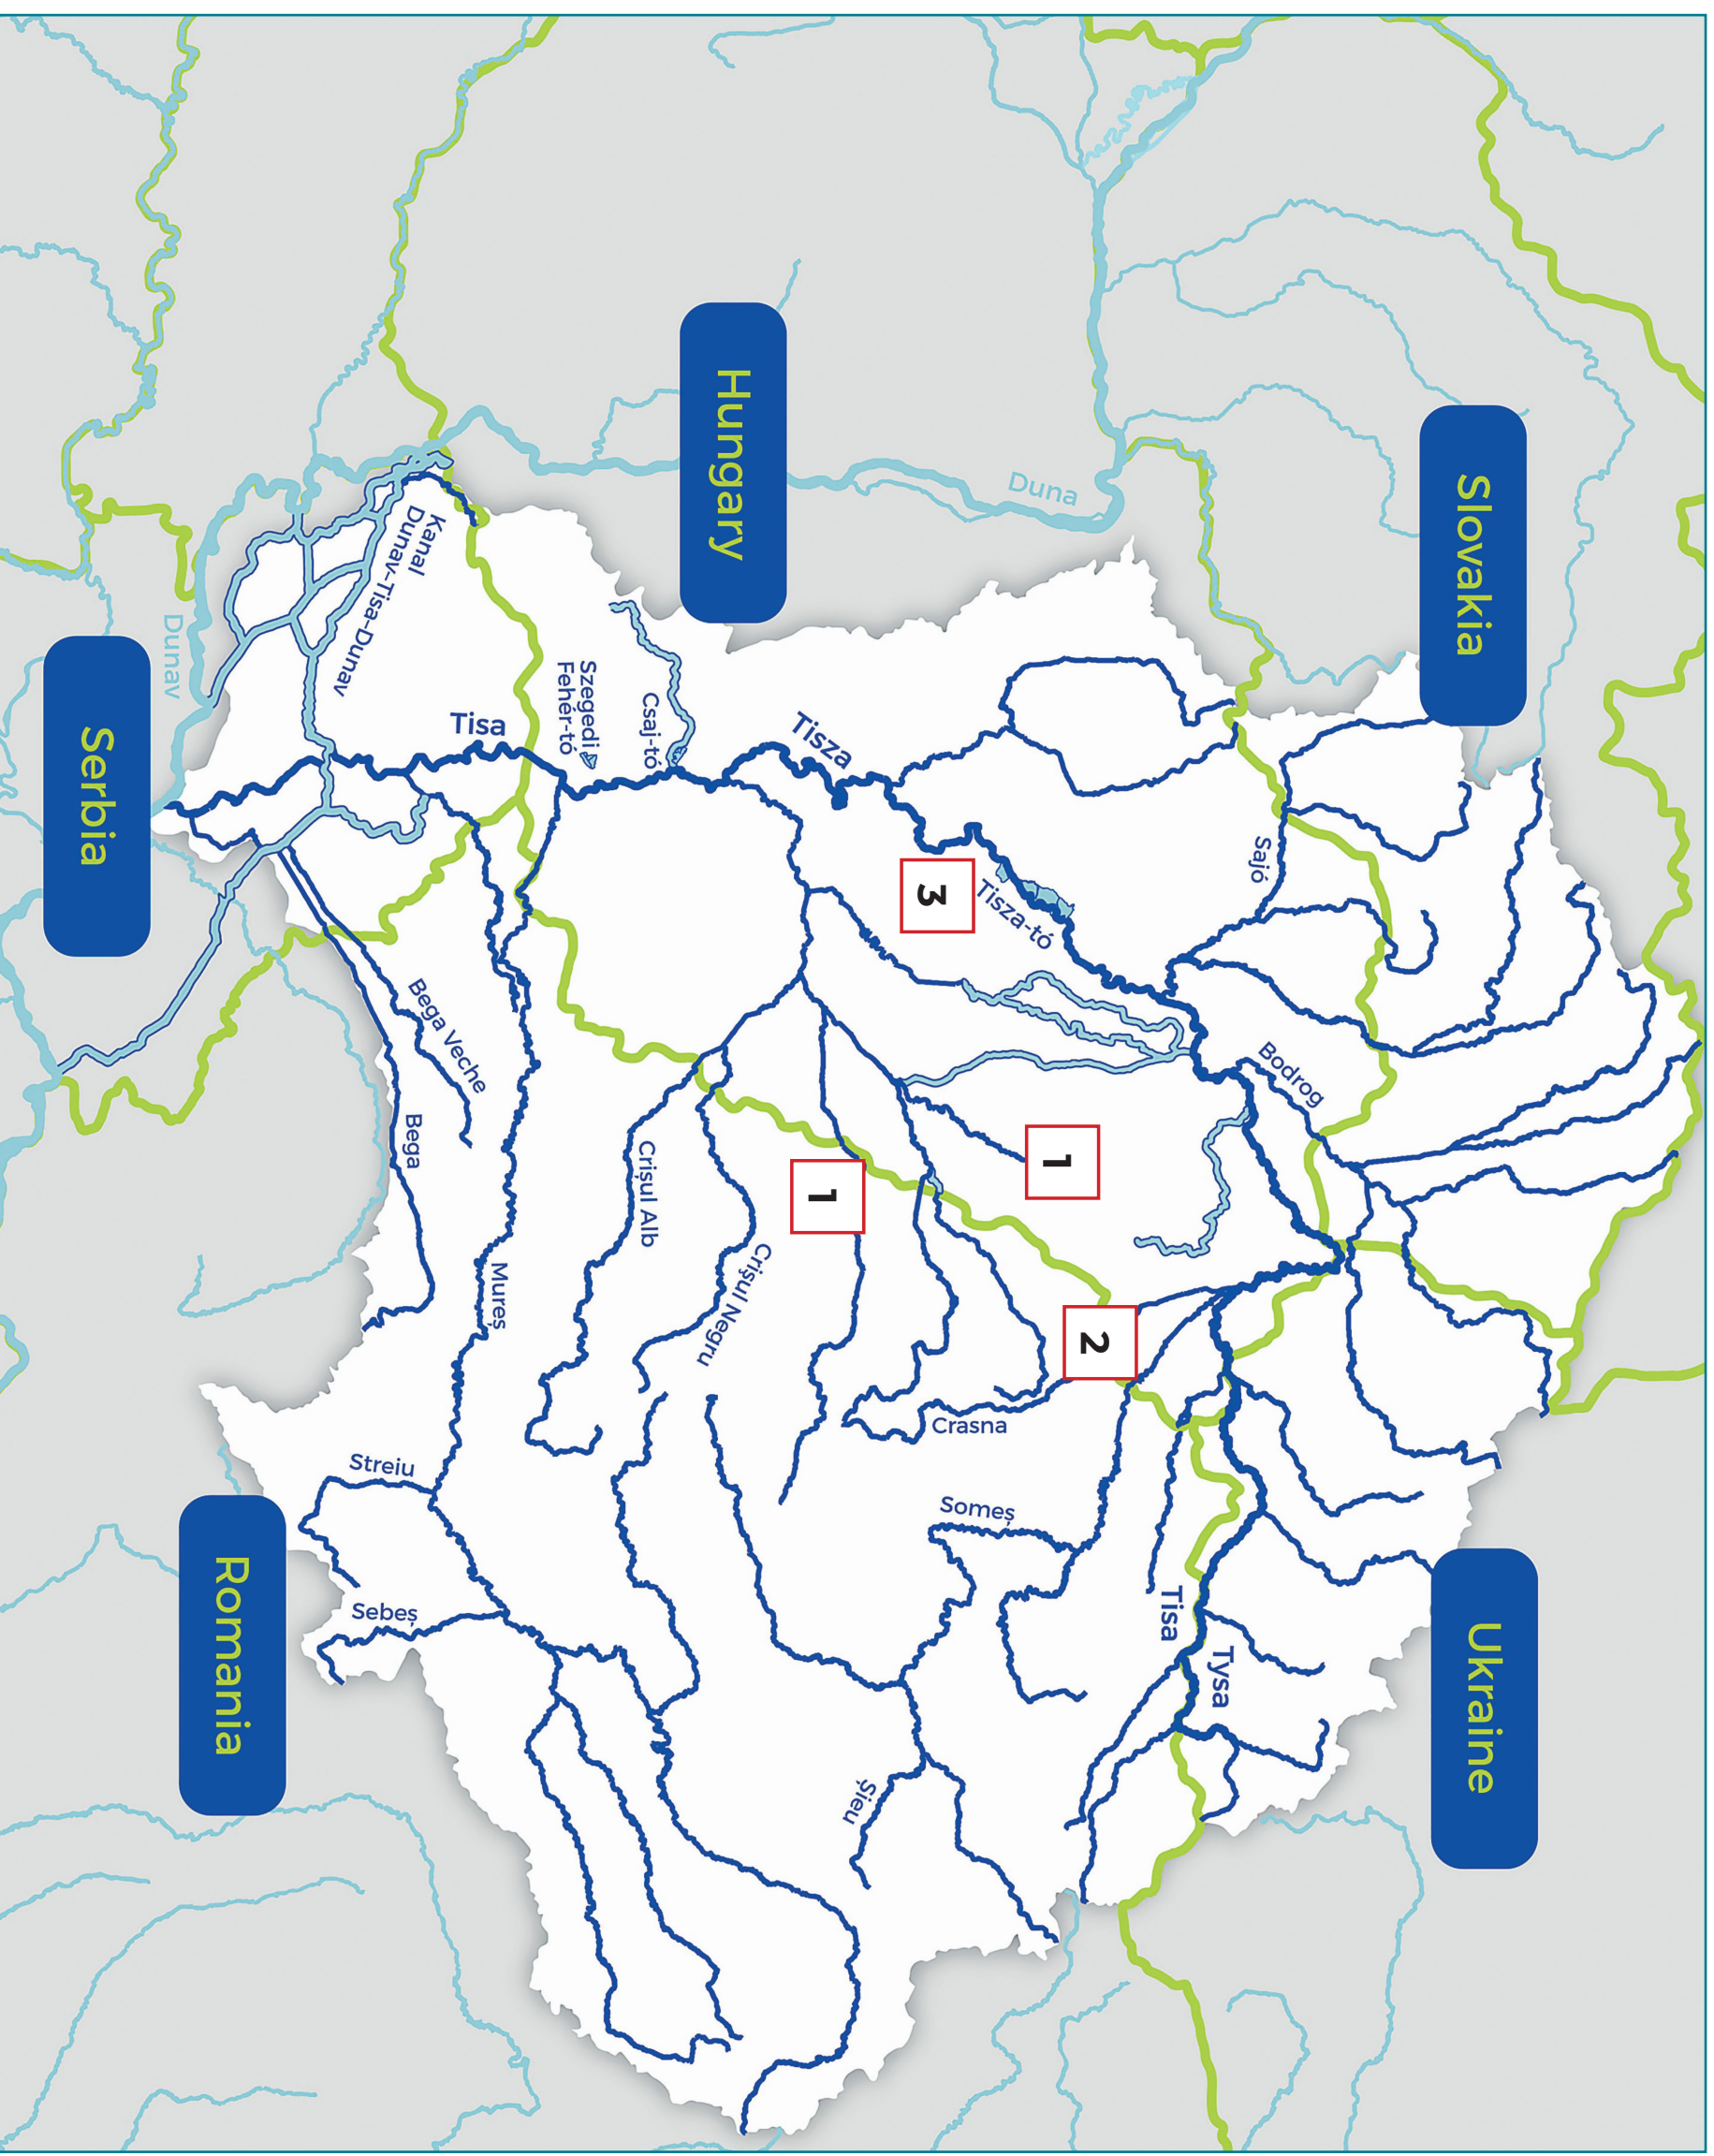 Slovakia
Ukraine
Bodrog
Sajó
Tysa
Tisa
2
1
Duna
Tisza-tó
Someș
Crasna
3
Șieu
1
Tisza
Crișul Negru
Hungary
Csaj-tó
Crișul Alb
Szegedi
Fehér-tó
Mureș
Tisa
Bega Veche
Kanal
Dunav-Tisa-Dunav
Bega
Sebeș
Streiu
Romania
Dunav
Serbia